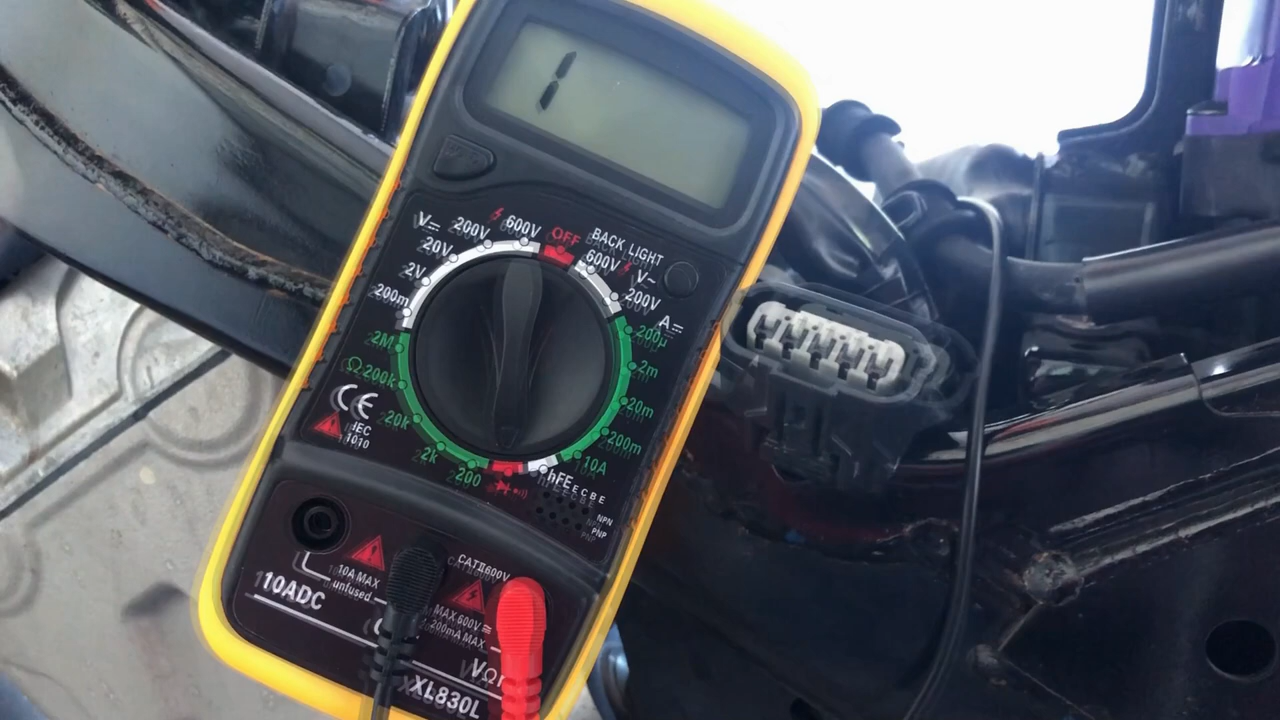 1
OFF
BACK LIGHT
V⎓
200V
600V
600V
V~
20V
200V
2V
A⎓
200m
200µ
2M
2m
Ω
200k
20m
20k
200m
2k
10A
200
hFE
E C B E
NPN
PNP
CE
IEC
1010
10A MAX
unfused
10ADC
CAT II 600V
MAX 600V
200mA MAX
XL830L